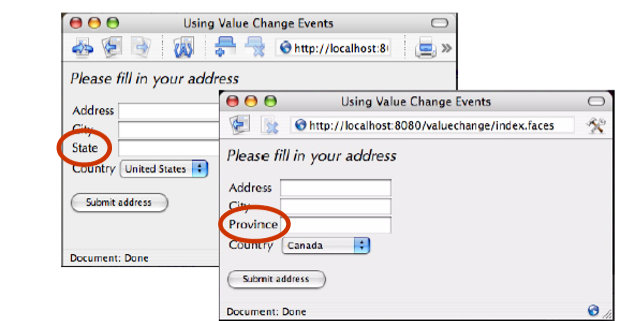 Using Value Change Events
http://localhost:8
Please fill in your address
Address
City
State
Country United States
Submit address
Document: Done
Using Value Change Events
http://localhost:8080/valuechange/index.faces
Please fill in your address
Address
City
Province
Country Canada
Submit address
Document: Done